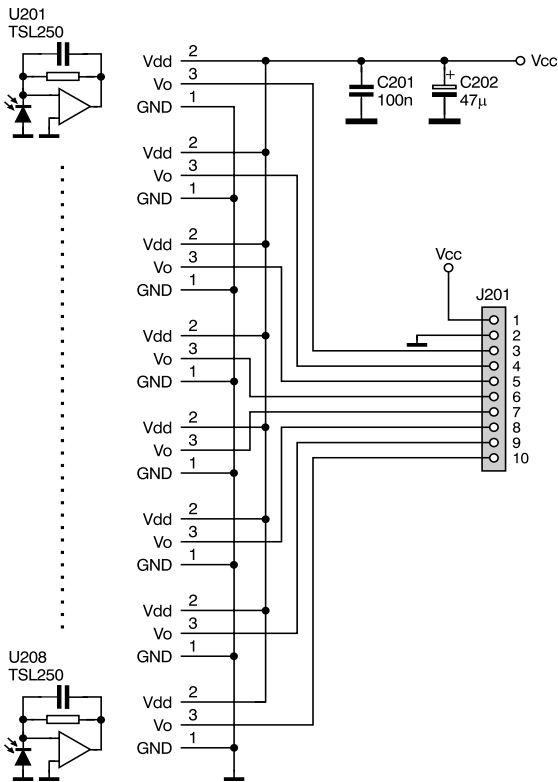 U201
TSL250
Vdd 2
Vo 3
GND 1
Vcc
+
C201
100n
C202
47µ
Vdd 2
Vo 3
GND 1
Vdd 2
Vo 3
GND 1
Vcc
J201
1
2
3
4
5
6
7
8
9
10
Vdd 2
Vo 3
GND 1
Vdd 2
Vo 3
GND 1
Vdd 2
Vo 3
GND 1
Vdd 2
Vo 3
GND 1
U208
TSL250
Vdd 2
Vo 3
GND 1